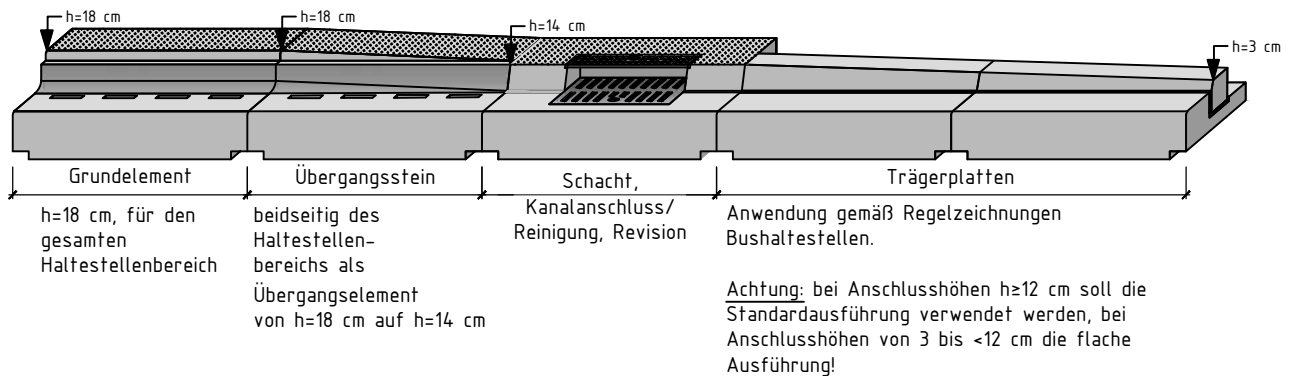 h=18 cm
h=18 cm
h=14 cm
h=3 cm
Grundelement
h=18 cm, für den
gesamten
Haltestellenbereich
Übergangsstein
beidseitig des
Haltestellen-
bereichs als
Übergangselement
von h=18 cm auf h=14 cm
Schacht,
Kanalanschluss/
Reinigung, Revision
Trägerplatten
Anwendung gemäß Regelzeichnungen
Bushaltestellen.
Achtung: bei Anschlusshöhen h≥12 cm soll die
Standardausführung verwendet werden, bei
Anschlusshöhen von 3 bis <12 cm die flache
Ausführung!